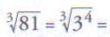 ∛81 = ∛3⁴ =